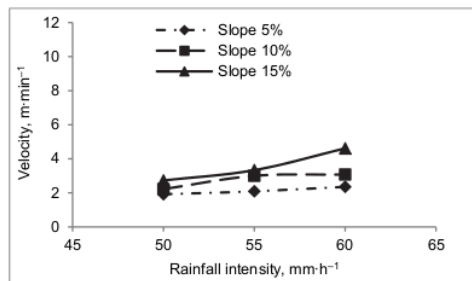 12
10
8
6
4
2
0
Velocity, m·min⁻¹
Slope 5%
Slope 10%
Slope 15%
45 50 55 60 65
Rainfall intensity, mm·h⁻¹